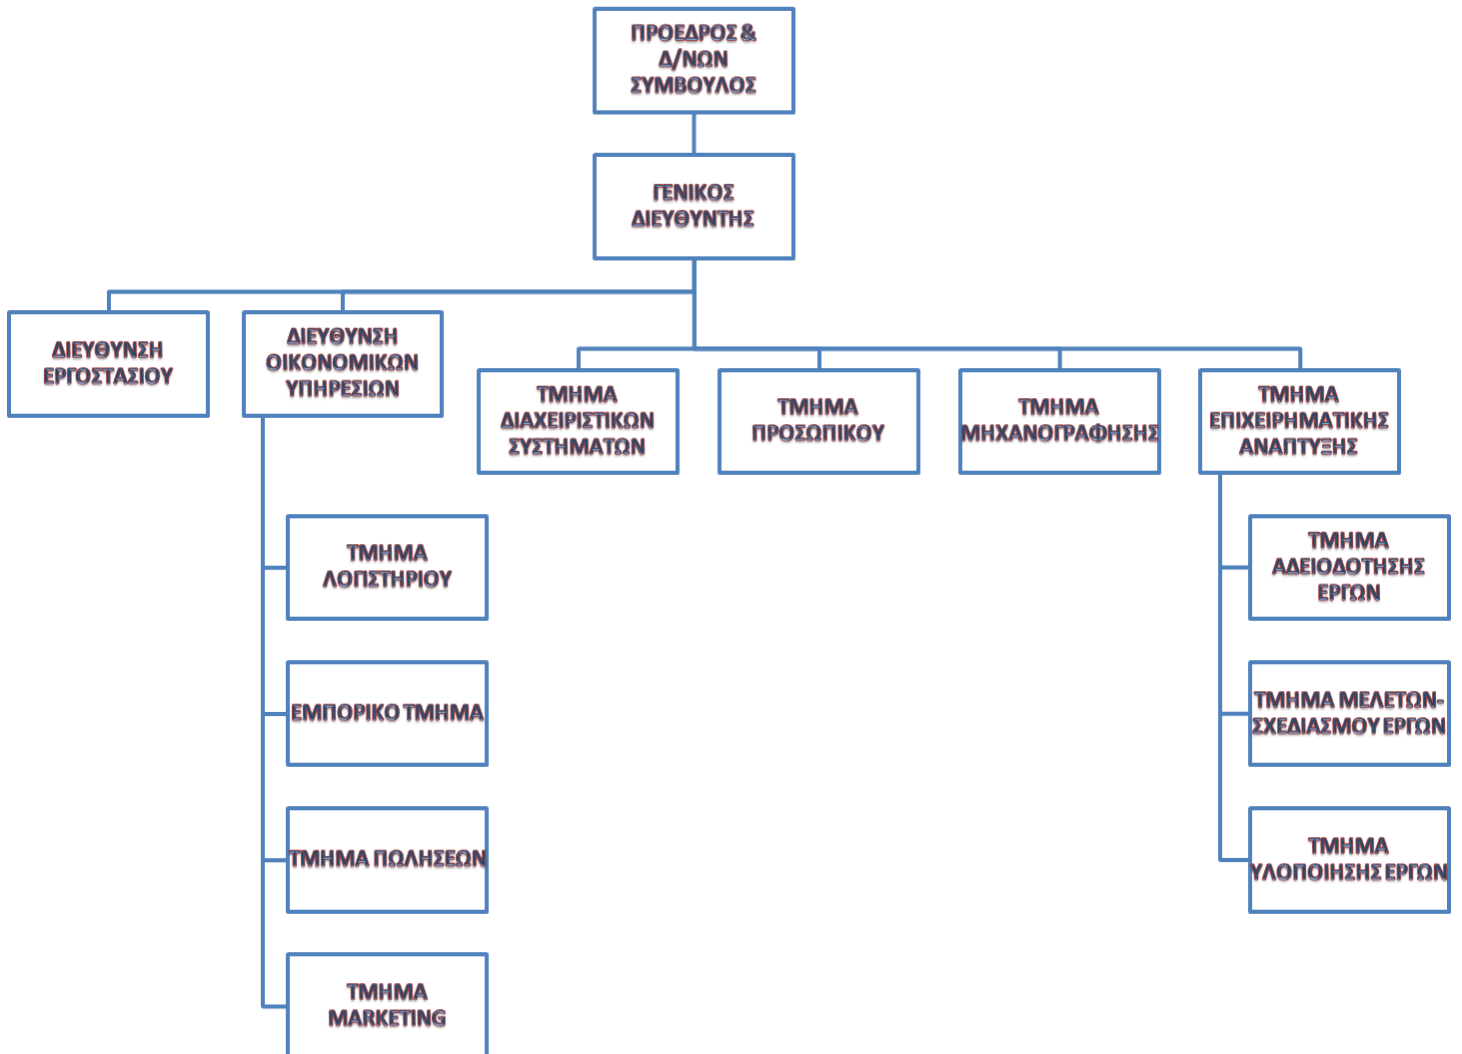 ΠΡΟΕΔΡΟΣ &
Δ/ΝΩΝ
ΣΥΜΒΟΥΛΟΣ
ΓΕΝΙΚΟΣ
ΔΙΕΥΘΥΝΤΗΣ
ΔΙΕΥΘΥΝΣΗ
ΕΡΓΟΣΤΑΣΙΟΥ
ΔΙΕΥΘΥΝΣΗ
ΟΙΚΟΝΟΜΙΚΩΝ
ΥΠΗΡΕΣΙΩΝ
ΤΜΗΜΑ
ΔΙΑΧΕΙΡΙΣΤΙΚΩΝ
ΣΥΣΤΗΜΑΤΩΝ
ΤΜΗΜΑ
ΠΡΟΣΩΠΙΚΟΥ
ΤΜΗΜΑ
ΜΗΧΑΝΟΓΡΑΦΗΣΗΣ
ΤΜΗΜΑ
ΕΠΙΧΕΙΡΗΜΑΤΙΚΗΣ
ΑΝΑΠΤΥΞΗΣ
ΤΜΗΜΑ
ΛΟΓΙΣΤΗΡΙΟΥ
ΕΜΠΟΡΙΚΟ ΤΜΗΜΑ
ΤΜΗΜΑ ΠΩΛΗΣΕΩΝ
ΤΜΗΜΑ
MARKETING
ΤΜΗΜΑ
ΑΔΕΙΟΔΟΤΗΣΗΣ
ΕΡΓΩΝ
ΤΜΗΜΑ ΜΕΛΕΤΩΝ-
ΣΧΕΔΙΑΣΜΟΥ ΕΡΓΩΝ
ΤΜΗΜΑ
ΥΛΟΠΟΙΗΣΗΣ ΕΡΓΩΝ